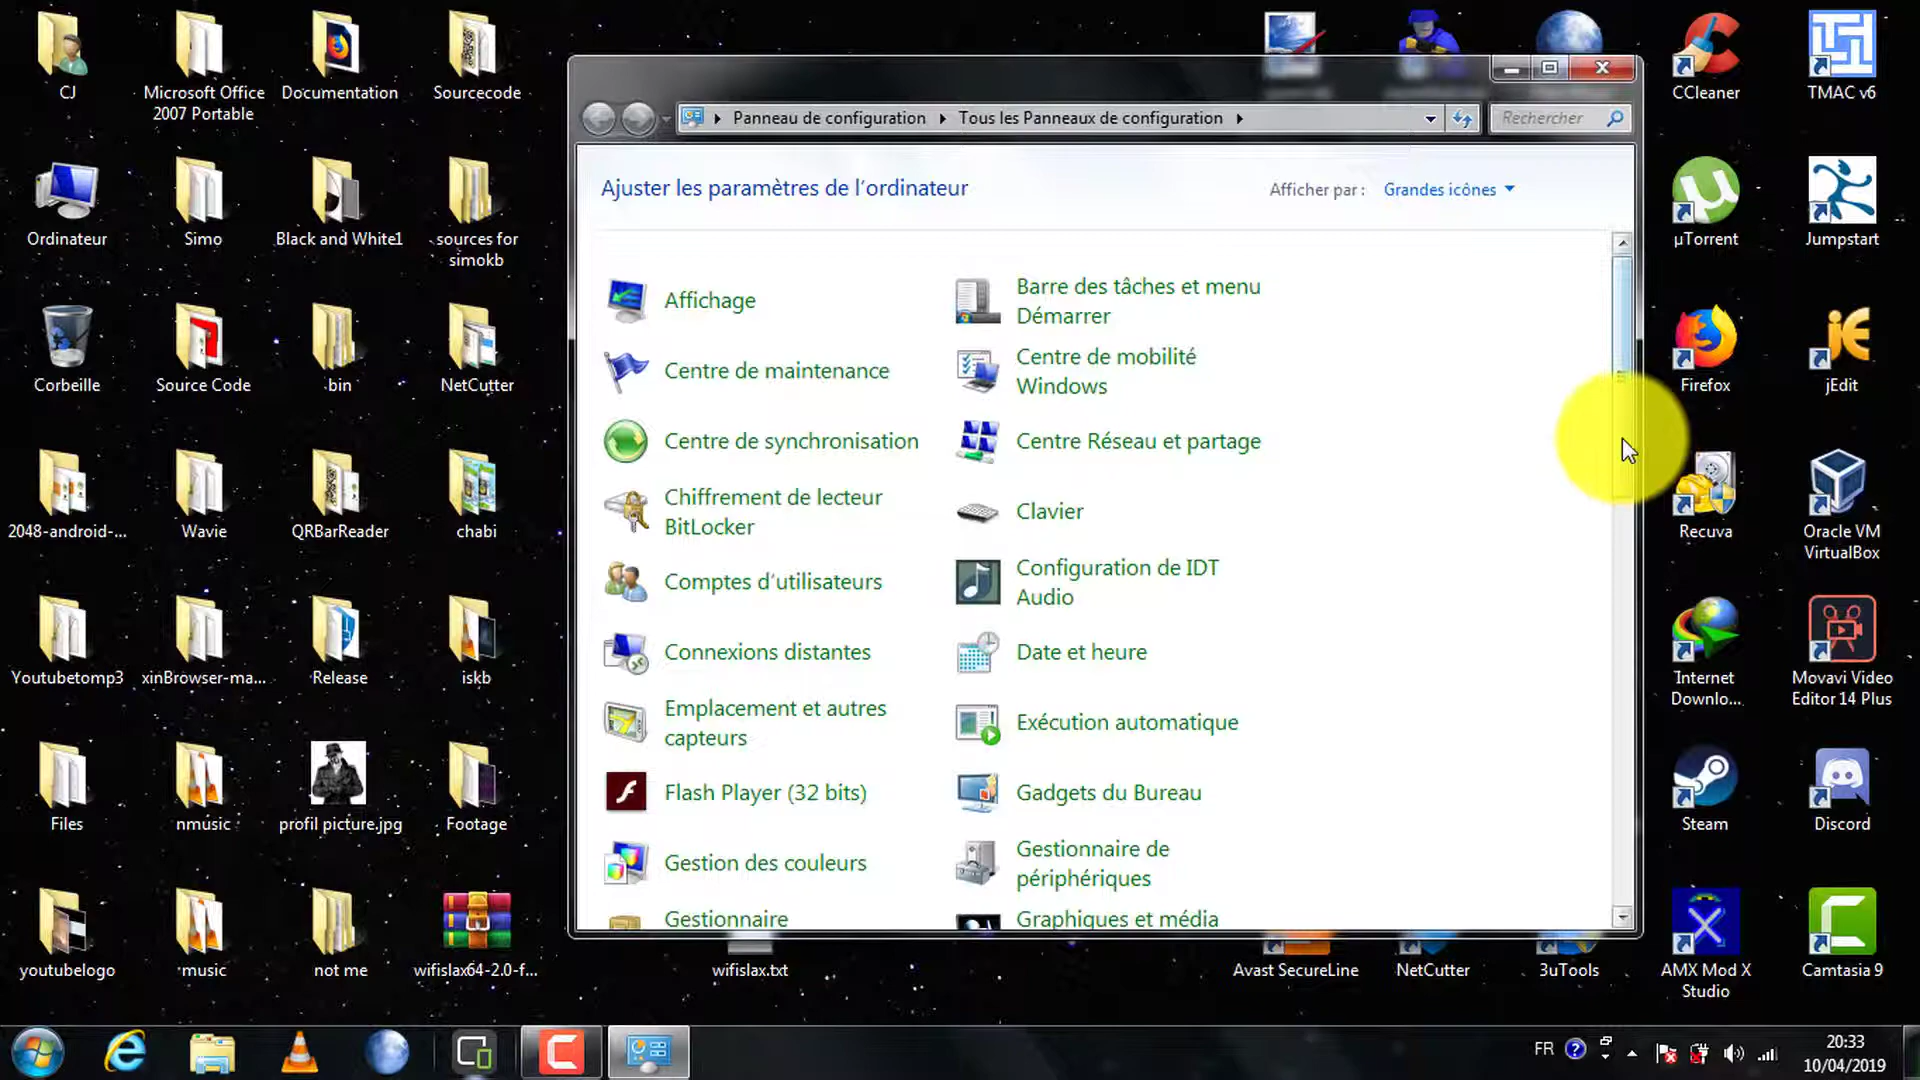 CJ
Microsoft Office
2007 Portable
Documentation
Sourcecode
CCleaner
TMAC v6
Panneau de configuration
Tous les Panneaux de configuration
Rechercher
Ajuster les paramètres de l'ordinateur
Afficher par :
Grandes icônes
Ordinateur
Simo
Black and White1
sources for
simokb
µTorrent
Jumpstart
Affichage
Barre des tâches et menu
Démarrer
Centre de maintenance
Centre de mobilité
Windows
Corbeille
Source Code
bin
NetCutter
Firefox
jEdit
Centre de synchronisation
Centre Réseau et partage
Chiffrement de lecteur
BitLocker
Clavier
2048-android-...
Wavie
QRBarReader
chabi
Recuva
Oracle VM
VirtualBox
Comptes d'utilisateurs
Configuration de IDT
Audio
Connexions distantes
Date et heure
Youtubetomp3
xinBrowser-ma...
Release
iskb
Internet
Downlo...
Movavi Video
Editor 14 Plus
Emplacement et autres
capteurs
Exécution automatique
Flash Player (32 bits)
Gadgets du Bureau
Files
nmusic
profil picture.jpg
Footage
Steam
Discord
Gestion des couleurs
Gestionnaire de
périphériques
Gestionnaire
Graphiques et média
youtubelogo
music
not me
wifislax64-2.0-f...
wifislax.txt
Avast SecureLine
NetCutter
3uTools
AMX Mod X
Studio
Camtasia 9
FR
20:33
10/04/2019